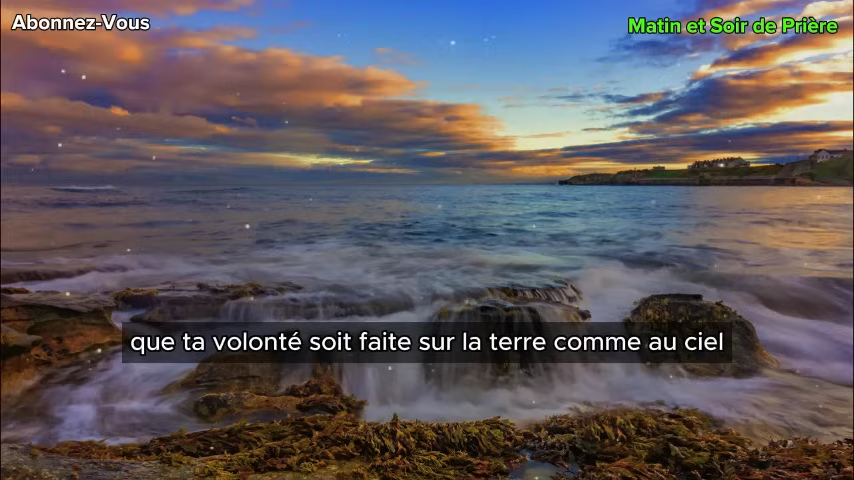 Abonnez-Vous
Matin et Soir de Prière
que ta volonté soit faite sur la terre comme au ciel